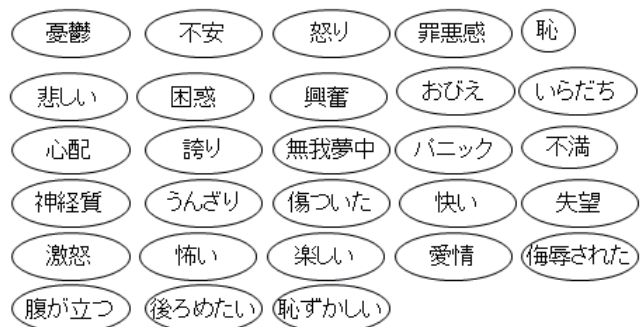 憂鬱 不安 怒り 罪悪感 恥
悲しい 困惑 興奮 おびえ いらだち
心配 誇り 無我夢中 パニック 不満
神経質 うんざり 傷ついた 快い 失望
激怒 怖い 楽しい 愛情 侮辱された
腹が立つ 後ろめたい 恥ずかしい